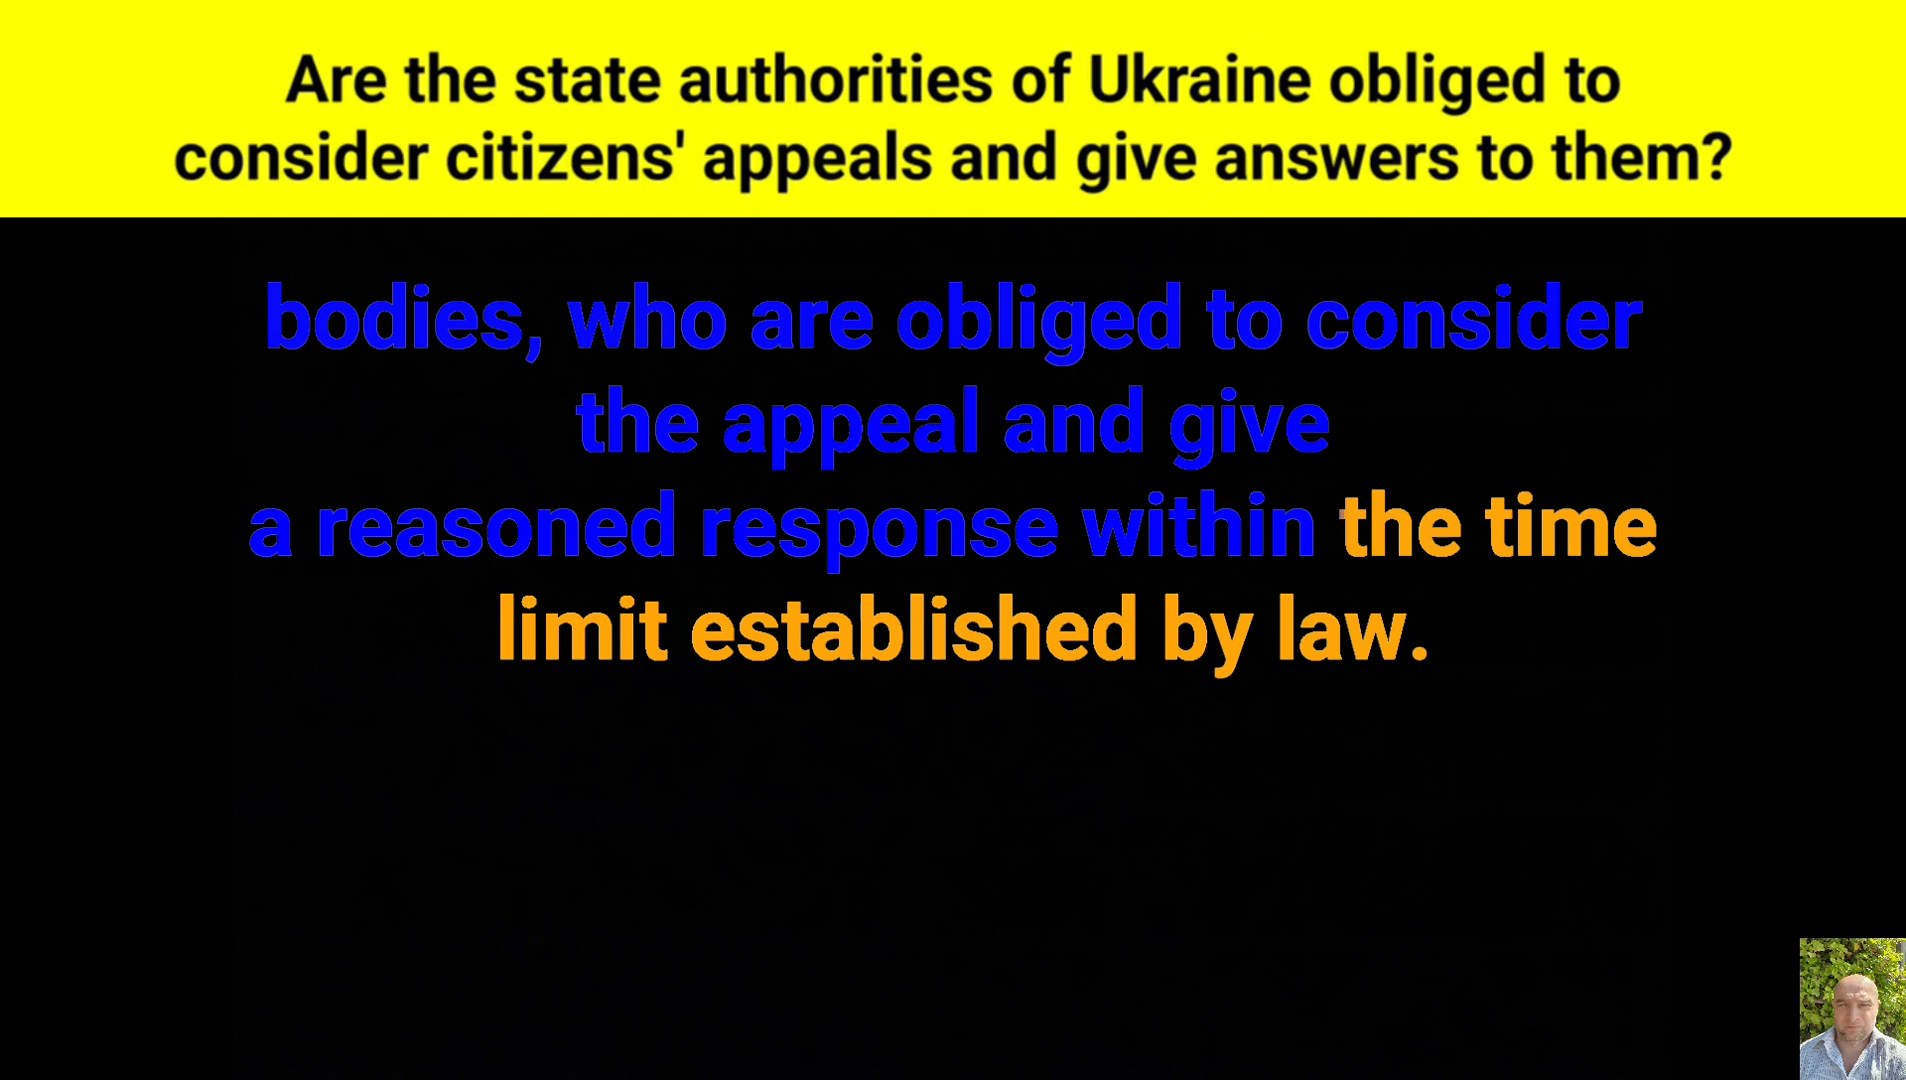 Are the state authorities of Ukraine obliged to
consider citizens' appeals and give answers to them?
bodies, who are obliged to consider
the appeal and give
a reasoned response within the time
limit established by law.